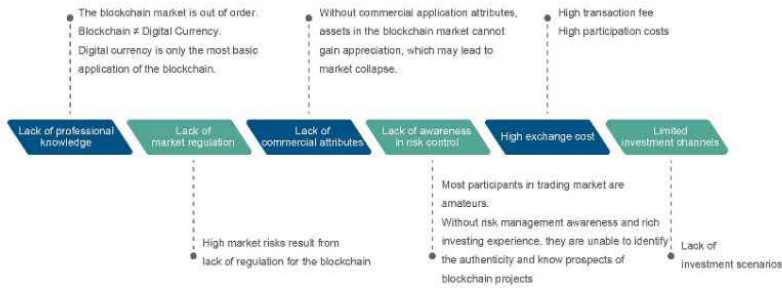 The blockchain market is out of order.
Blockchain ≠ Digital Currency.
Digital currency is only the most basic
application of the blockchain.
Without commercial application attributes,
assets in the blockchain market cannot
gain appreciation, which may lead to
market collapse.
High transaction fee
High participation costs
Lack of professional
knowledge
Lack of
market regulation
Lack of
commercial attributes
Lack of awareness
in risk control
High exchange cost
Limited
investment channels
High market risks result from
lack of regulation for the blockchain
Most participants in trading market are
amateurs.
Without risk management awareness and rich
investing experience, they are unable to identify
the authenticity and know prospects of
blockchain projects
Lack of
investment scenarios